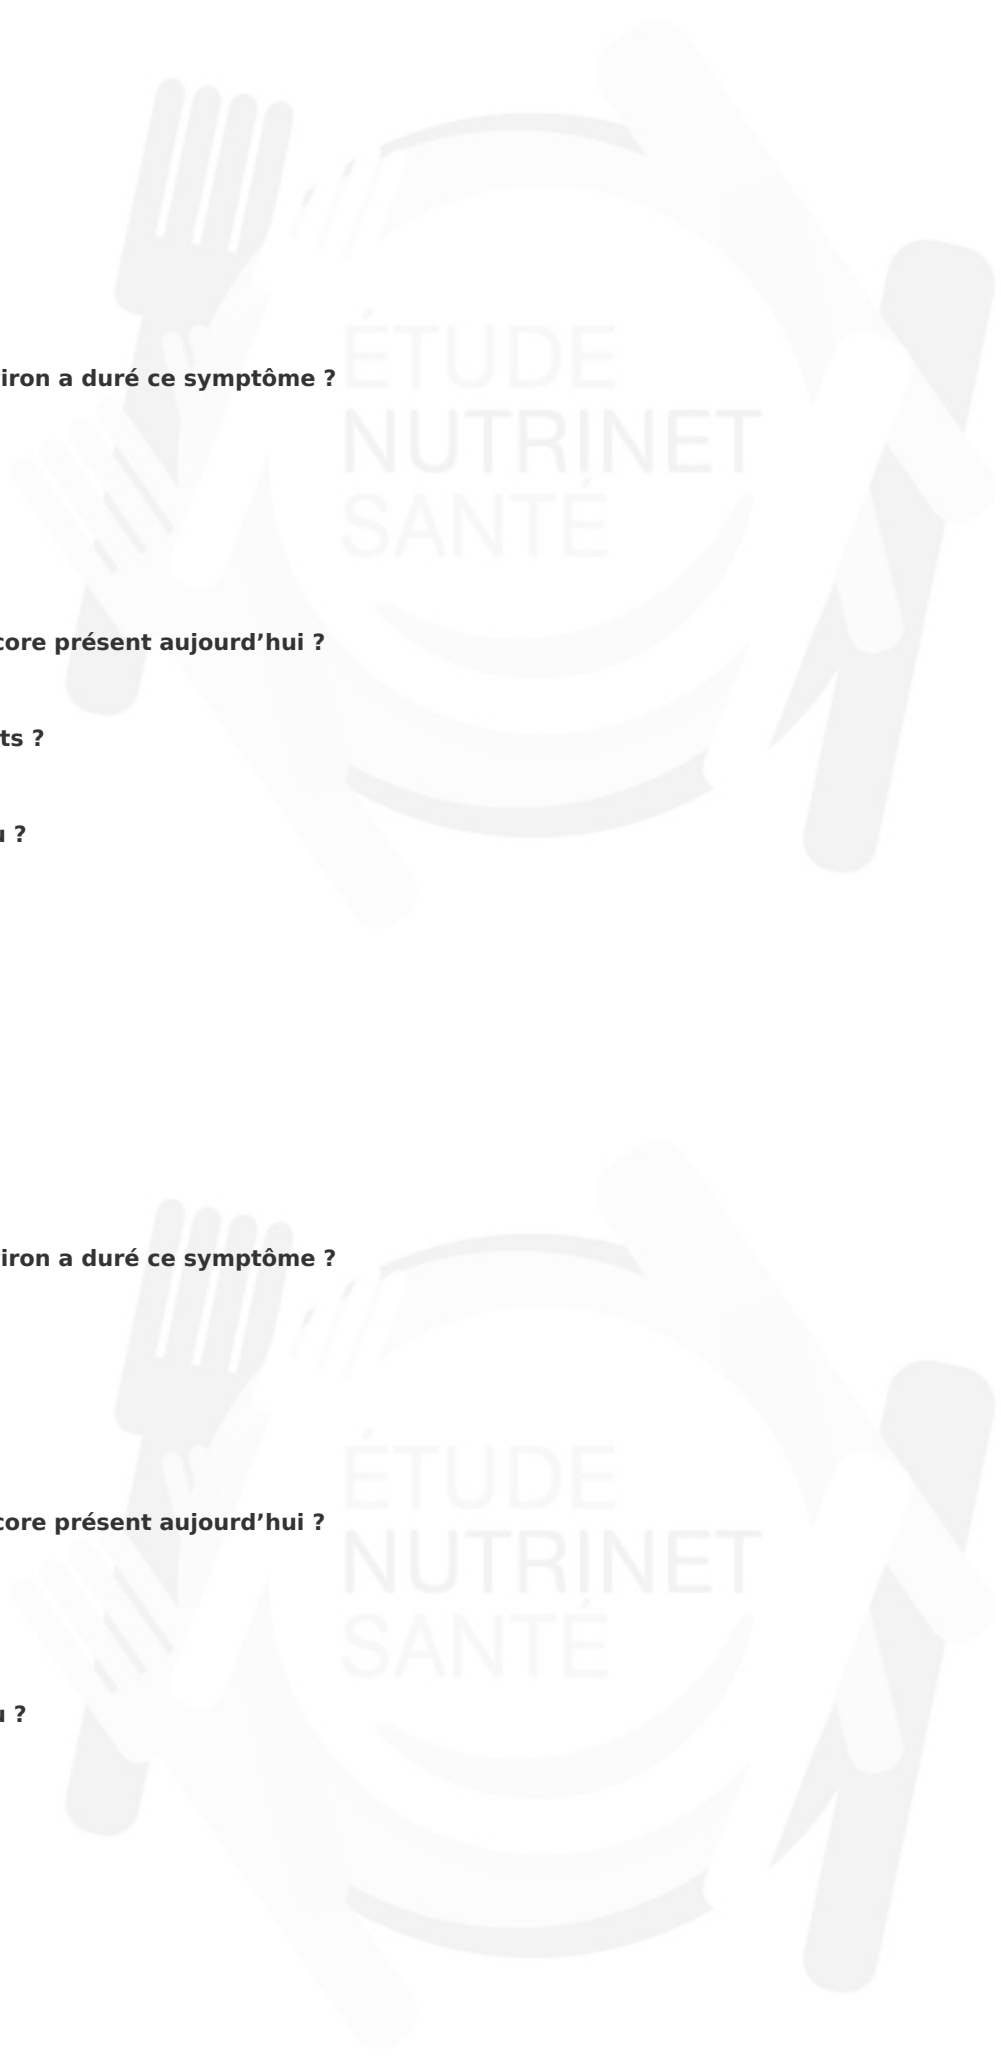 ÉTUDE
iron a duré ce symptôme ?
NUTRINET
SANTÉ
core présent aujourd’hui ?
ts ?
u ?
iron a duré ce symptôme ?
ÉTUDE
core présent aujourd’hui ?
NUTRINET
SANTÉ
u ?